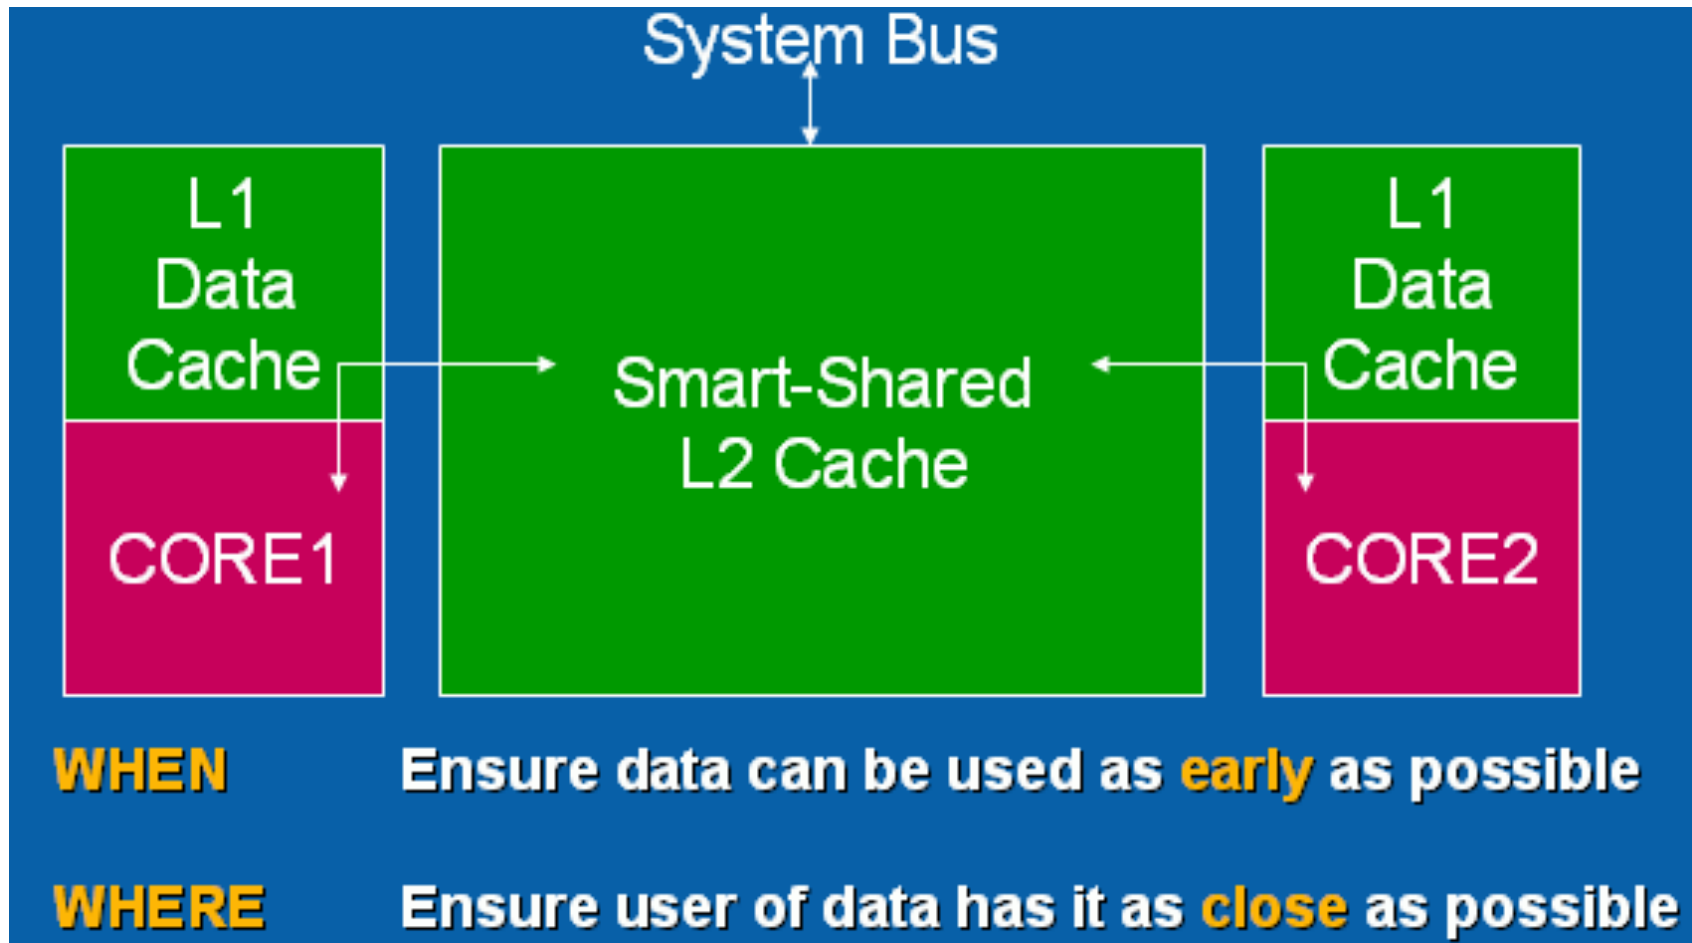 System Bus
L1
Data
Cache
CORE1
Smart-Shared
L2 Cache
L1
Data
Cache
CORE2
WHEN Ensure data can be used as early as possible
WHERE Ensure user of data has it as close as possible